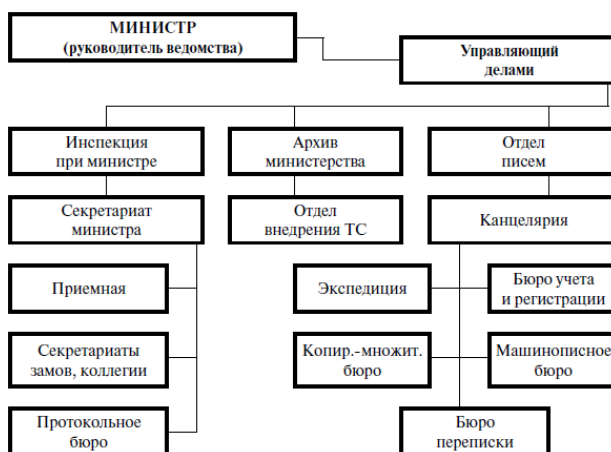 МИНИСТР
(руководитель ведомства)
Управляющий
делами
Инспекция
при министре
Архив
министерства
Отдел
писем
Секретариат
министра
Отдел
внедрения ТС
Канцелярия
Приемная
Экспедиция
Бюро учета
и регистрации
Секретариаты
замов, коллегии
Копир.-множит.
бюро
Машинописное
бюро
Протокольное
бюро
Бюро
переписки